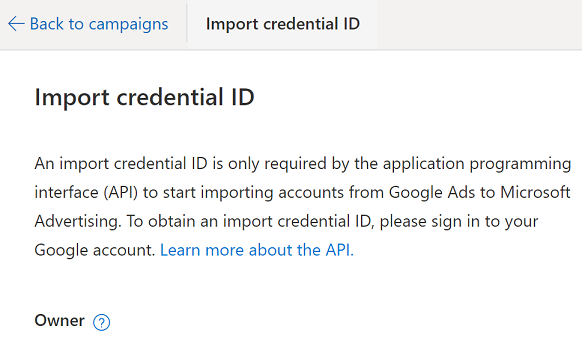 ← Back to campaigns Import credential ID
Import credential ID
An import credential ID is only required by the application programming
interface (API) to start importing accounts from Google Ads to Microsoft
Advertising. To obtain an import credential ID, please sign in to your
Google account. Learn more about the API.
Owner ?